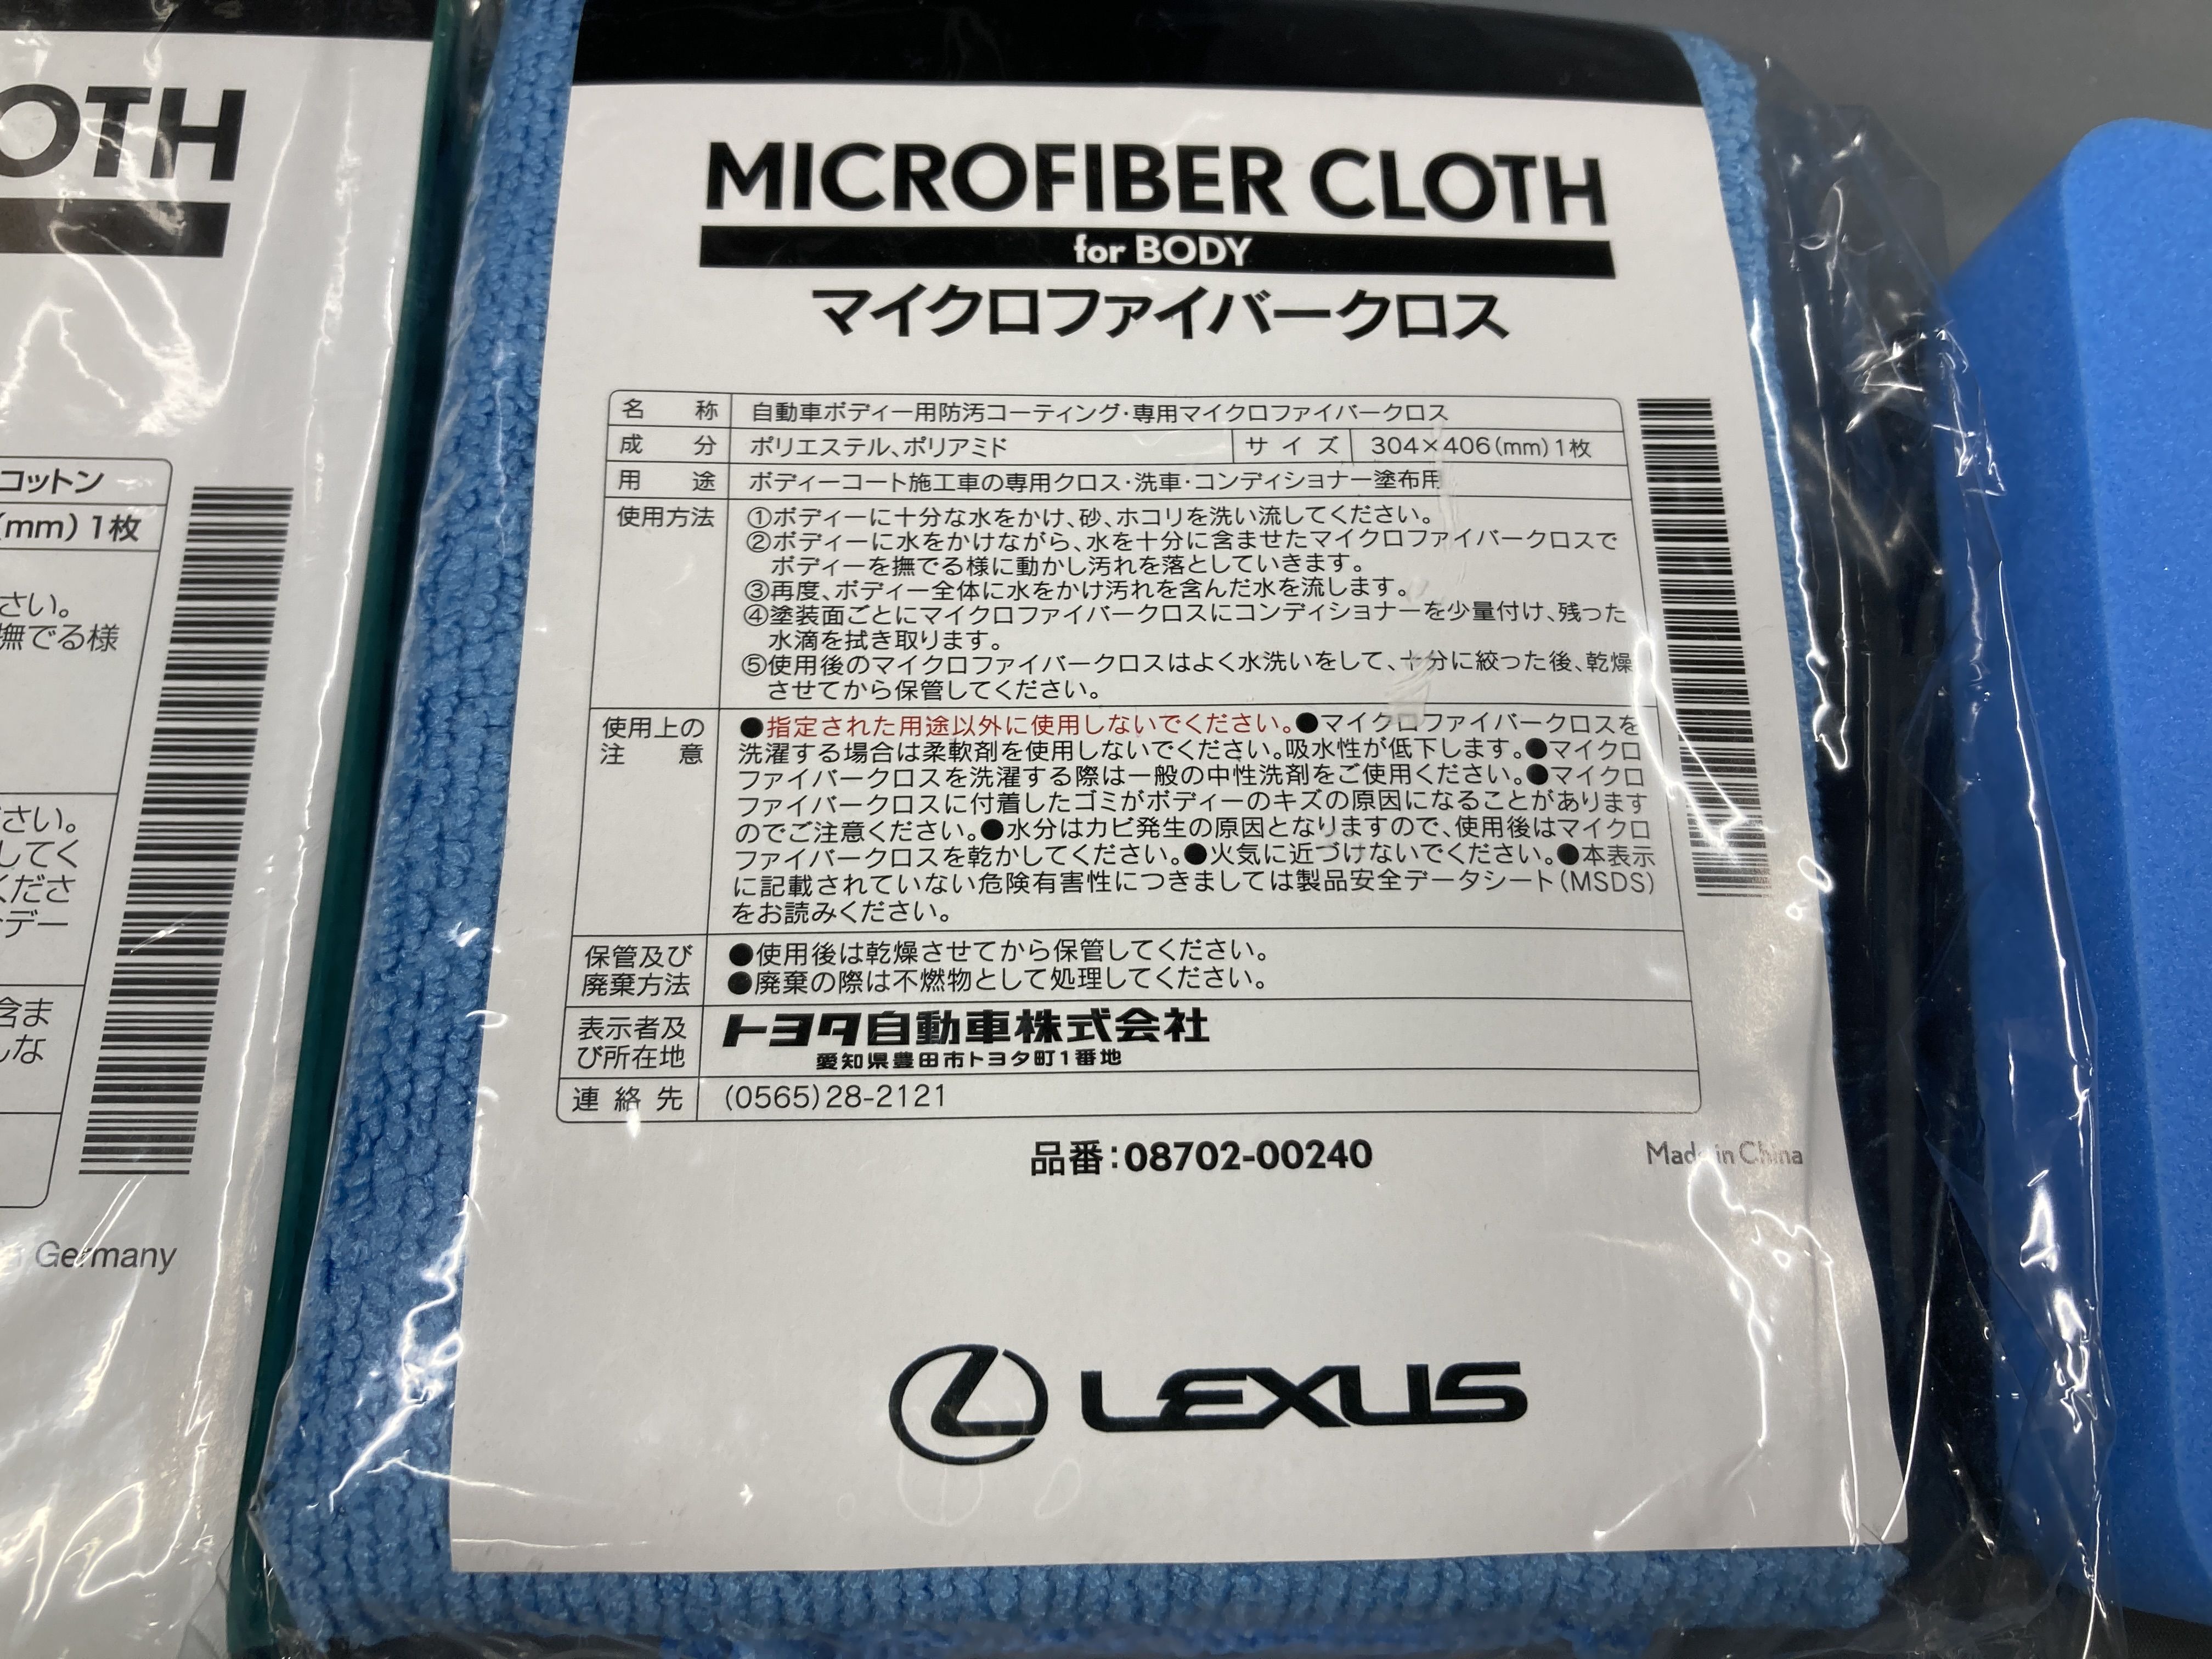 OTH
コットン
(mm) 1枚
さい。
撫でる様
さい。
してく
くださ
デー
含ま
な
Germany
MICROFIBER CLOTH
for BODY
マイクロファイバークロス
名 称 自動車ボディー用防汚コーティング・専用マイクロファイバークロス
成 分 ポリエステル、ポリアミド サイズ 304×406(mm)1枚
用 途 ボディーコート施工車の専用クロス・洗車・コンディショナー塗布用
使用方法 ①ボディーに十分な水をかけ、砂、ホコリを洗い流してください。
②ボディーに水をかけながら、水を十分に含ませたマイクロファイバークロスで
ボディーを撫でる様に動かし汚れを落としていきます。
③再度、ボディー全体に水をかけ汚れを含んだ水を流します。
④塗装面ごとにマイクロファイバークロスにコンディショナーを少量付け、残った
水滴を拭き取ります。
⑤使用後のマイクロファイバークロスはよく水洗いをして、十分に絞った後、乾燥
させてから保管してください。
使用上の ●指定された用途以外に使用しないでください。●マイクロファイバークロスを
注 意 洗濯する場合は柔軟剤を使用しないでください。吸水性が低下します。●マイクロ
ファイバークロスを洗濯する際は一般の中性洗剤をご使用ください。●マイクロ
ファイバークロスに付着したゴミがボディーのキズの原因になることがあります
のでご注意ください。●水分はカビ発生の原因となりますので、使用後はマイクロ
ファイバークロスを乾かしてください。●火気に近づけないでください。●本表示
に記載されていない危険有害性につきましては製品安全データシート(MSDS)
をお読みください。
保管及び ●使用後は乾燥させてから保管してください。
廃棄方法 ●廃棄の際は不燃物として処理してください。
表示者及 トヨタ自動車株式会社
び所在地 愛知県豊田市トヨタ町1番地
連絡先 (0565)28-2121
品番:08702-00240
Made in China
LEXUS